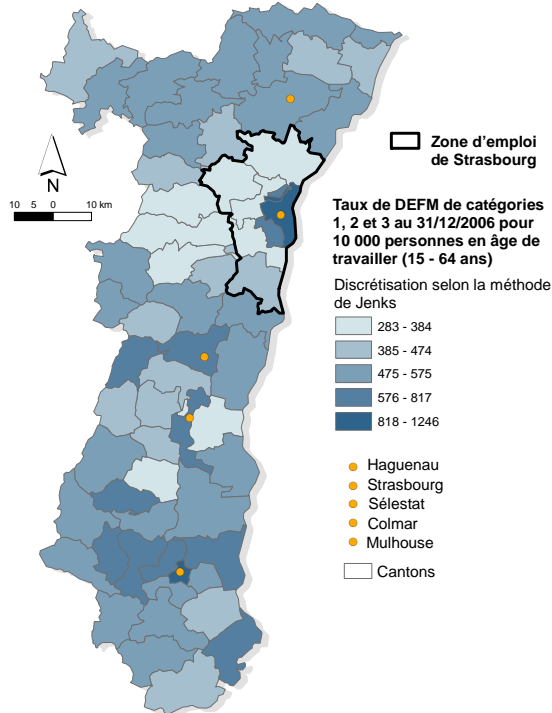 Zone d'emploi
de Strasbourg
N
10 5 0 10 km
Taux de DEFM de catégories
1, 2 et 3 au 31/12/2006 pour
10 000 personnes en âge de
travailler (15 - 64 ans)
Discrétisation selon la méthode
de Jenks
283 - 384
385 - 474
475 - 575
576 - 817
818 - 1246
Haguenau
Strasbourg
Sélestat
Colmar
Mulhouse
Cantons